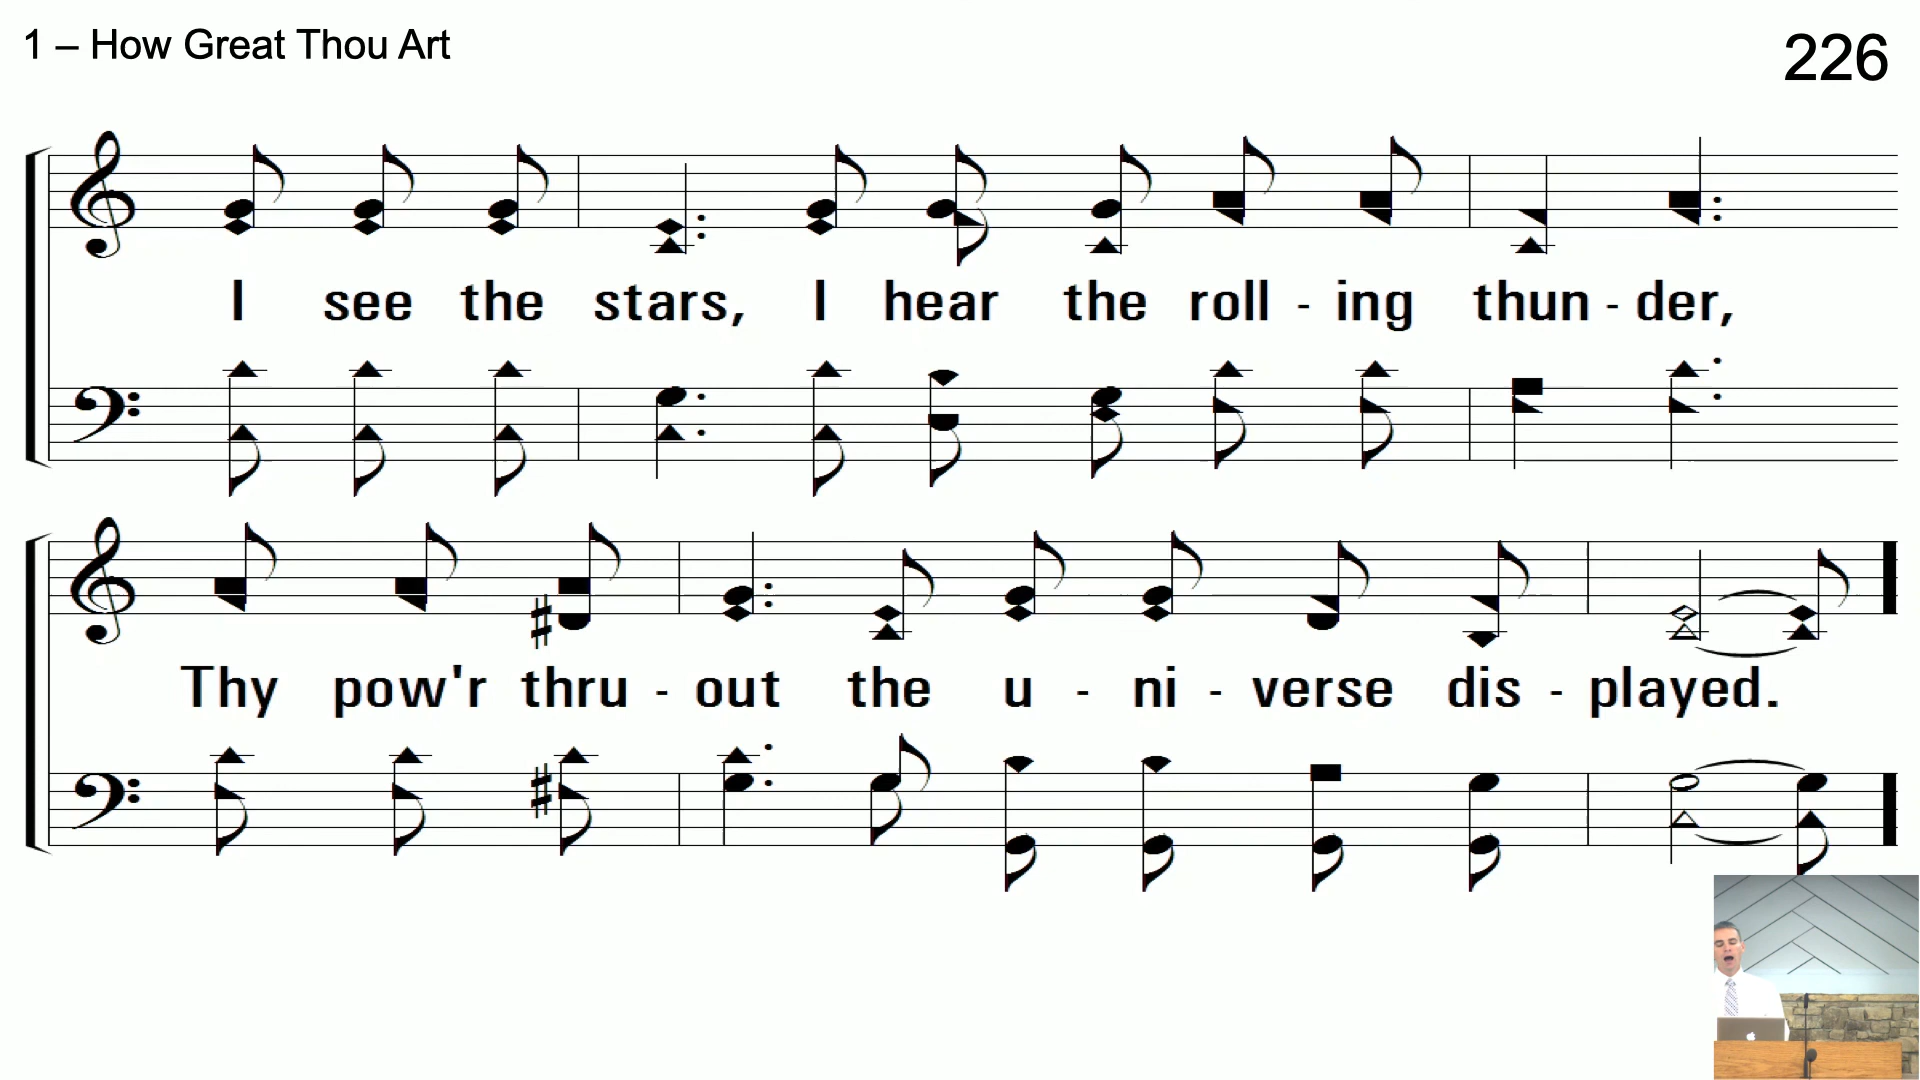 1 – How Great Thou Art
226
I see the stars, I hear the roll - ing thun - der,
Thy pow'r thru - out the u - ni - verse dis - played.